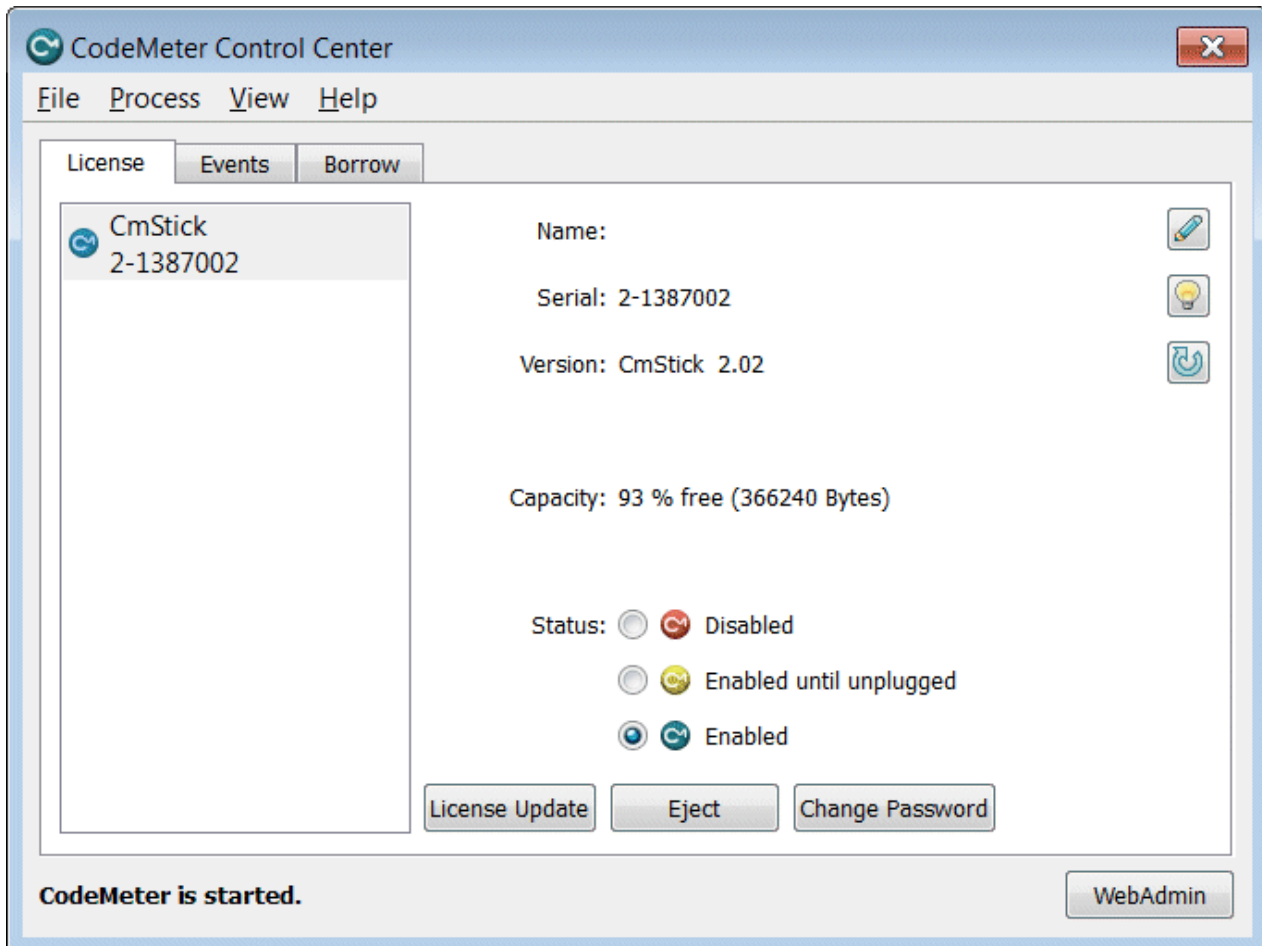 CodeMeter Control Center
File Process View Help
License Events Borrow
CmStick
2-1387002
Name:
Serial: 2-1387002
Version: CmStick 2.02
Capacity: 93 % free (366240 Bytes)
Status: Disabled
Enabled until unplugged
Enabled
License Update Eject Change Password
CodeMeter is started.
WebAdmin